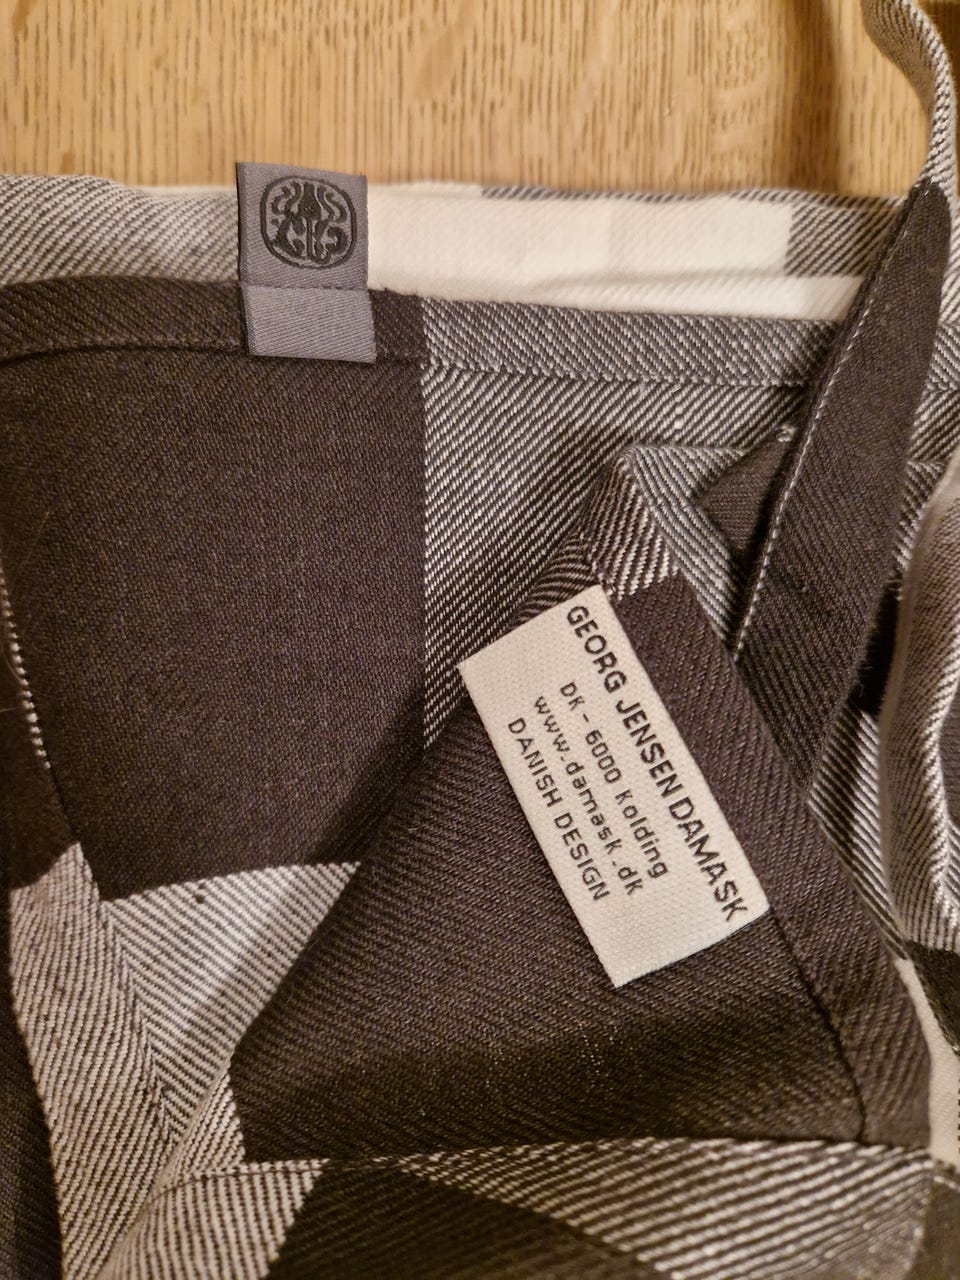 GEORG JENSEN DAMASK
DK - 6000 Kolding
www.damask.dk
DANISH DESIGN